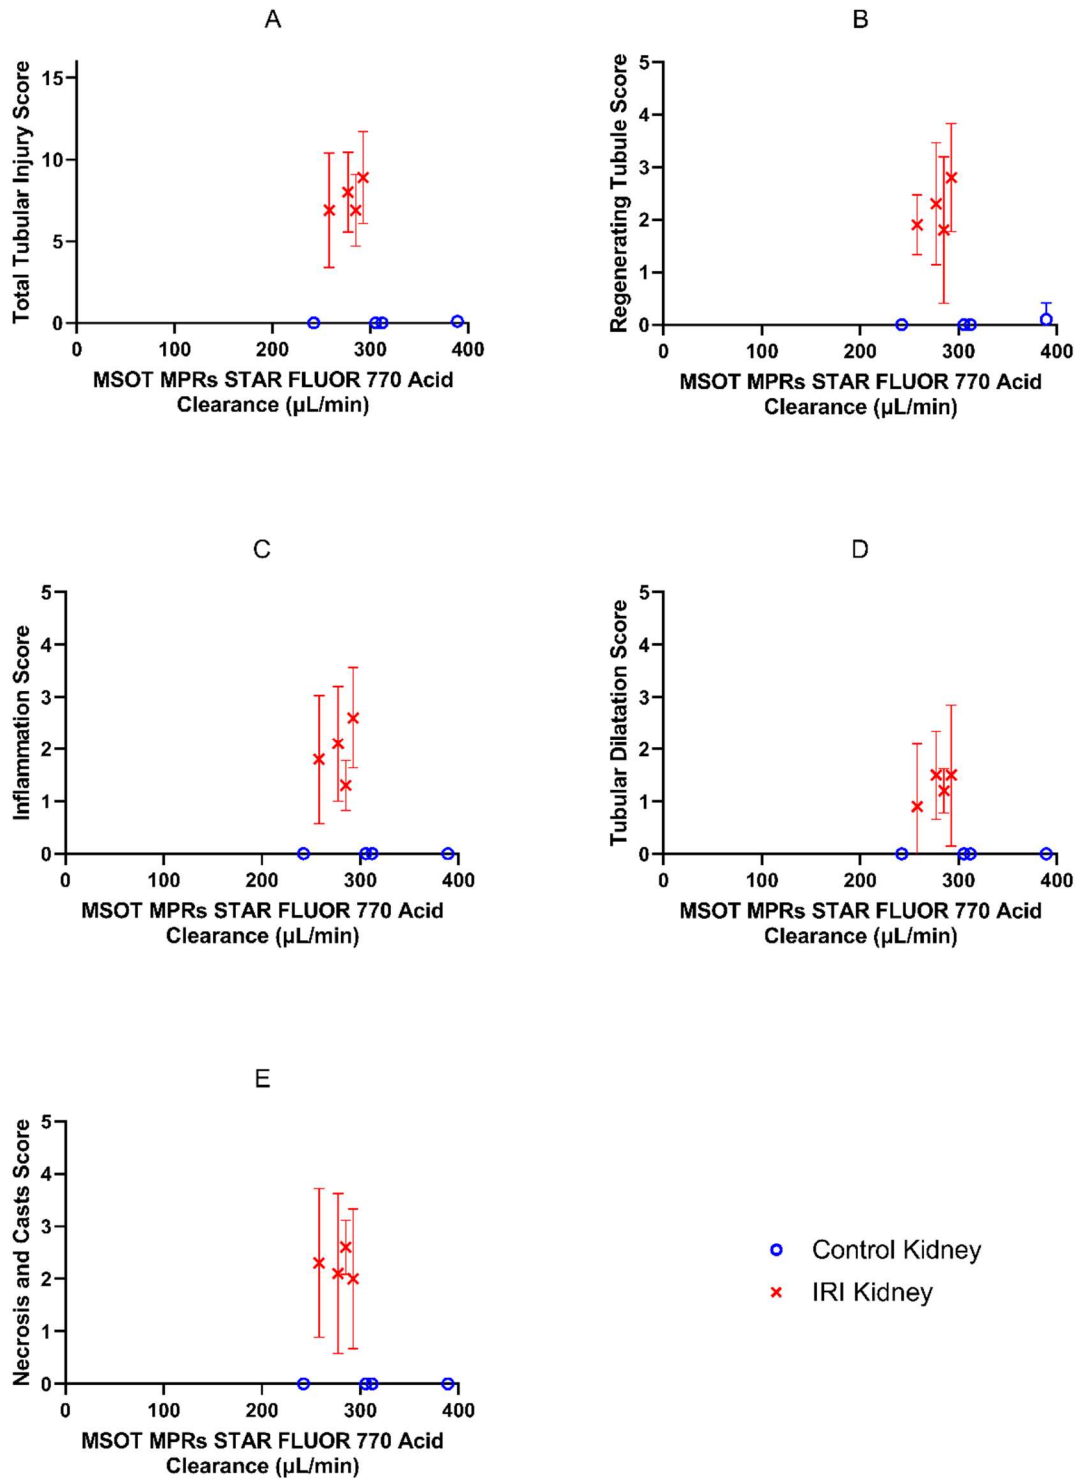 A
Total Tubular Injury Score
15
10
5
0
0 100 200 300 400
MSOT MPRs STAR FLUOR 770 Acid
Clearance (µL/min)
B
Regenerating Tubule Score
5
4
3
2
1
0
0 100 200 300 400
MSOT MPRs STAR FLUOR 770 Acid
Clearance (µL/min)
C
Inflammation Score
5
4
3
2
1
0
0 100 200 300 400
MSOT MPRs STAR FLUOR 770 Acid
Clearance (µL/min)
D
Tubular Dilatation Score
5
4
3
2
1
0
0 100 200 300 400
MSOT MPRs STAR FLUOR 770 Acid
Clearance (µL/min)
E
Necrosis and Casts Score
5
4
3
2
1
0
0 100 200 300 400
MSOT MPRs STAR FLUOR 770 Acid
Clearance (µL/min)
Control Kidney
IRI Kidney